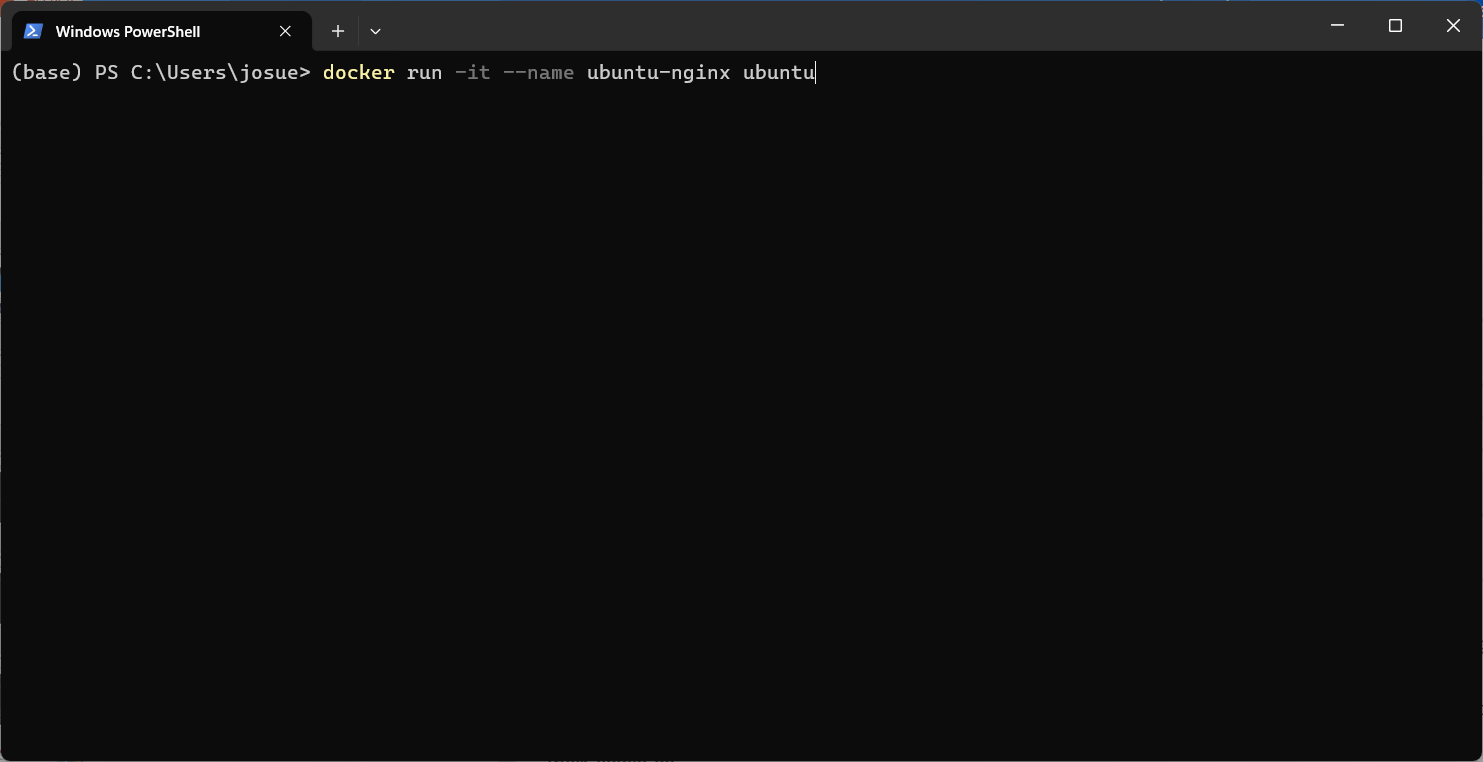 Windows PowerShell
(base) PS C:\Users\josue> docker run -it --name ubuntu-nginx ubuntu